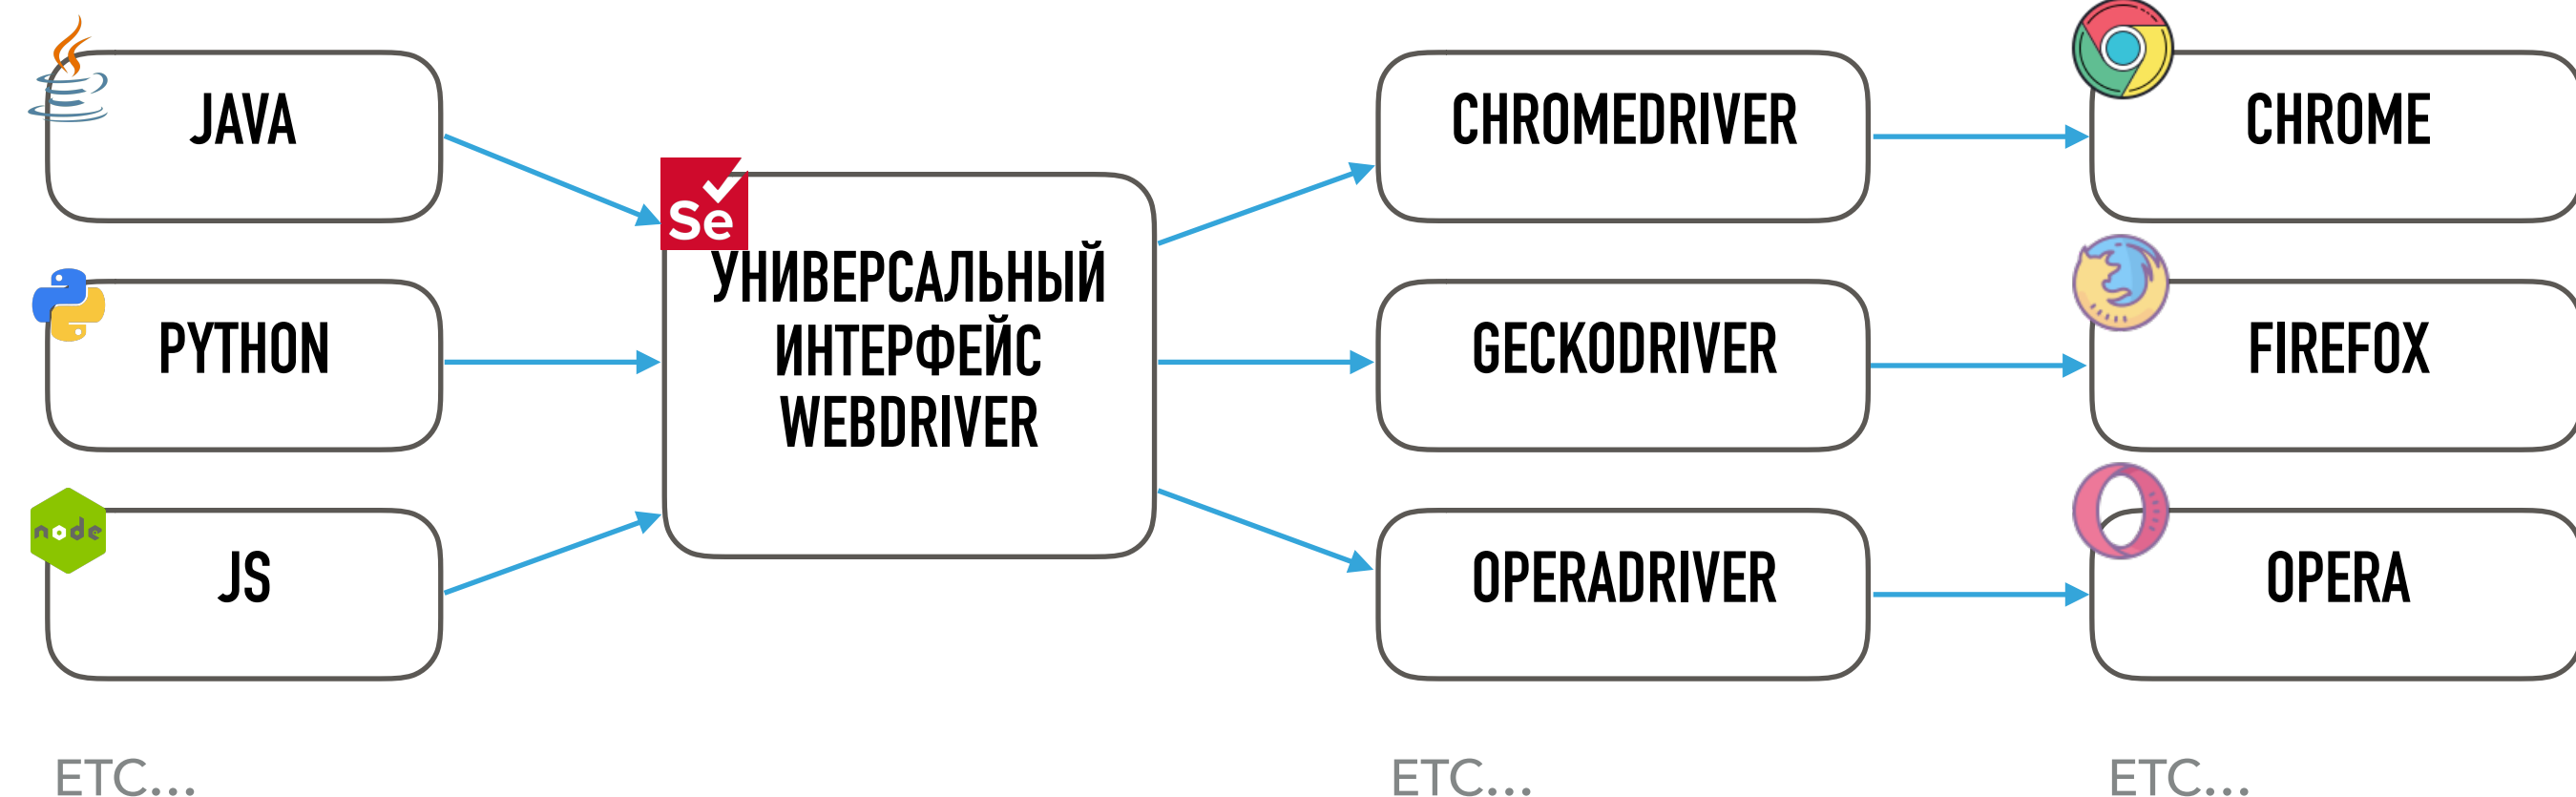 JAVA
PYTHON
node
JS
ETC...
Se
УНИВЕРСАЛЬНЫЙ
ИНТЕРФЕЙС
WEBDRIVER
CHROMEDRIVER
GECKODRIVER
OPERADRIVER
ETC...
CHROME
FIREFOX
OPERA
ETC...